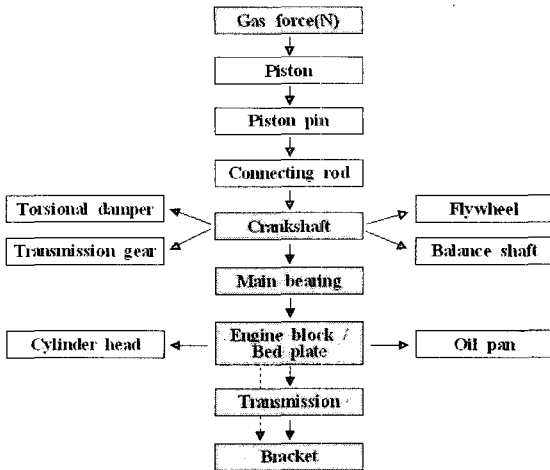 Gas force(N)
Piston
Piston pin
Connecting rod
Torsional damper
Flywheel
Crankshaft
Transmission gear
Balance shaft
Main bearing
Cylinder head
Engine block /
Bed plate
Oil pan
Transmission
Bracket